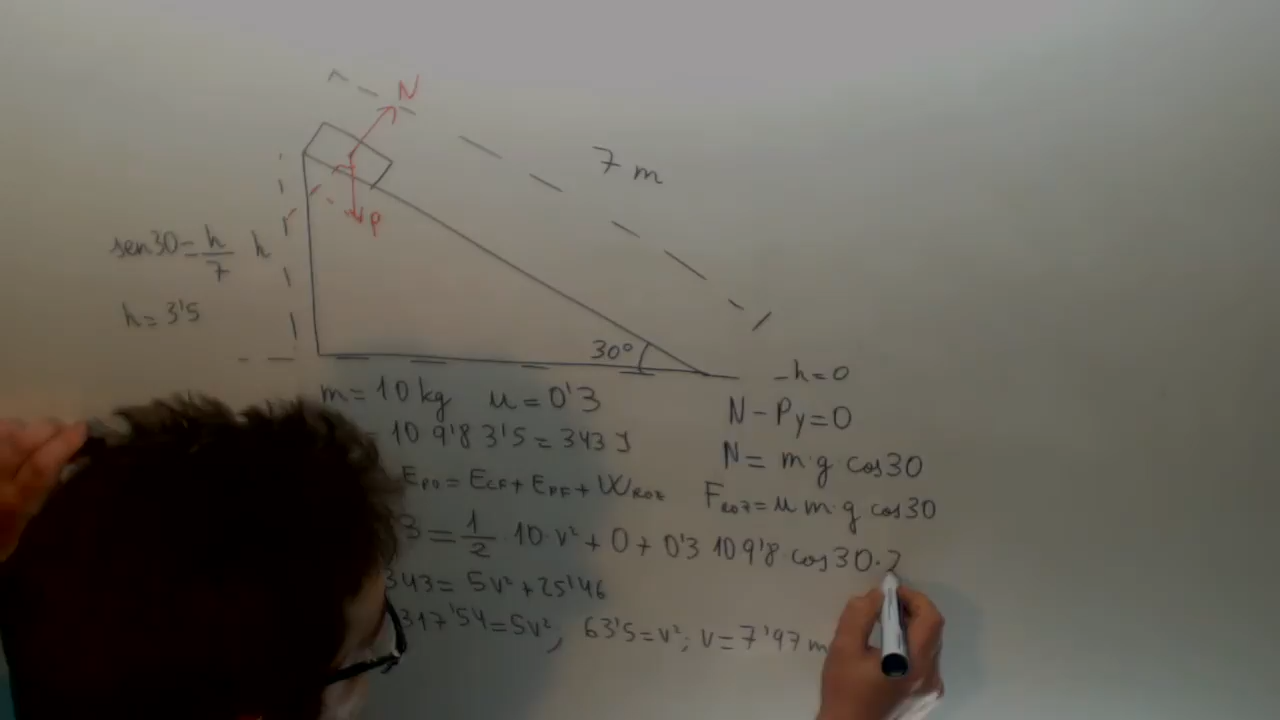 N
7 m
P
sen30=h/7
h
h=3'5
30º
-h=0
m=10 kg u=0'3
N-Py=0
10 9'8 3'5=343 J
N= m·g cos30
EPO=ECF+EPF+WROZ
FROZ=u m·g cos30
3=1/2·10·v²+0+0'3 10 9'8 cos30·
343=5v²+25'46
317'54=5v², 63'5=v²; v=7'97 m